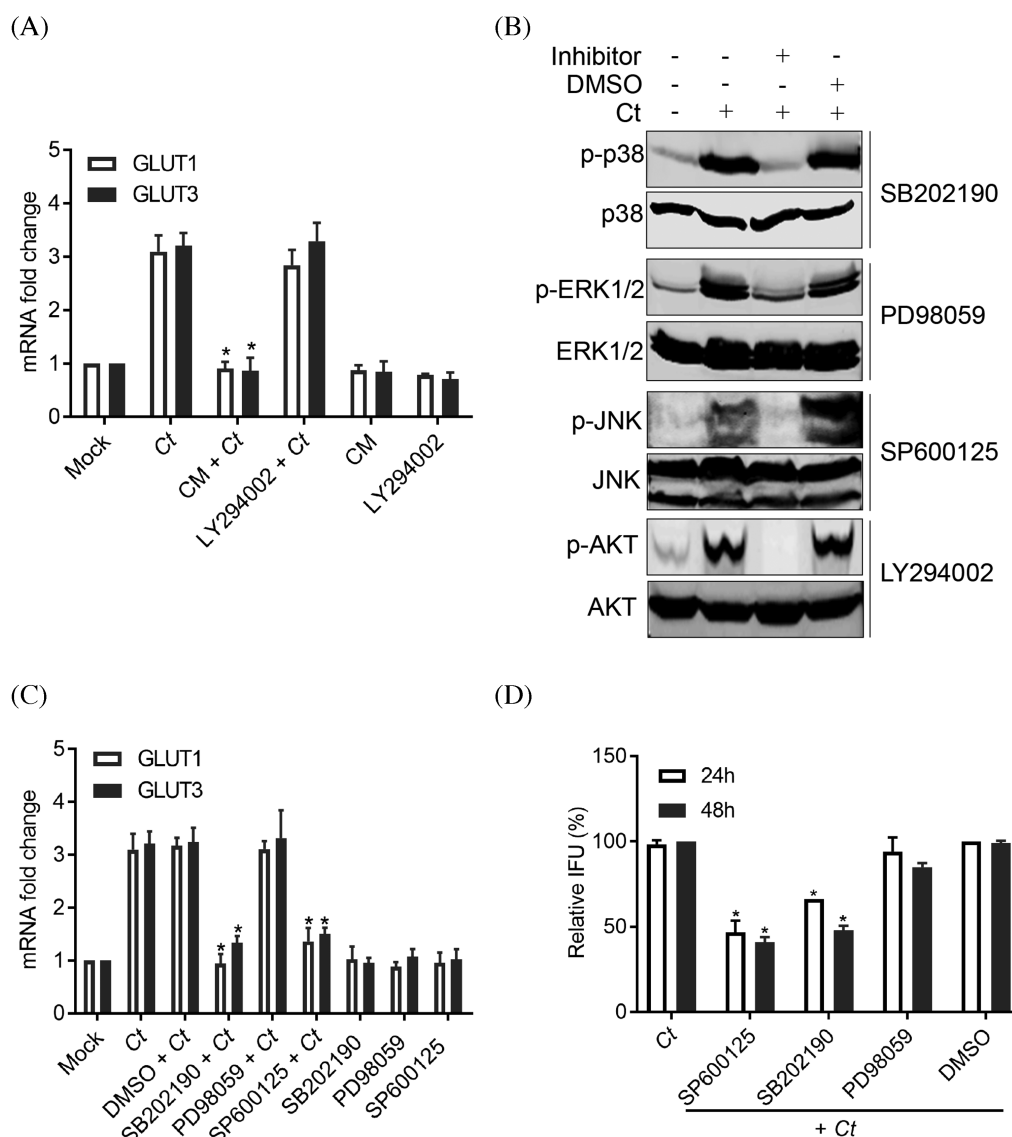 (A)
mRNA fold change
5
4
3
2
1
0
GLUT1
GLUT3
*
*
Mock
Ct
CM + Ct
LY294002 + Ct
CM
LY294002
(B)
Inhibitor - - + -
DMSO - - - +
Ct - + + +
p-p38
p38
SB202190
p-ERK1/2
ERK1/2
PD98059
p-JNK
JNK
SP600125
p-AKT
AKT
LY294002
(C)
mRNA fold change
5
4
3
2
1
0
GLUT1
GLUT3
*
*
*
*
Mock
Ct
DMSO + Ct
SB202190 + Ct
PD98059 + Ct
SP600125 + Ct
SB202190
PD98059
SP600125
(D)
Relative IFU (%)
150
100
50
0
24h
48h
*
*
*
*
Ct
SP600125
SB202190
PD98059
DMSO
+ Ct